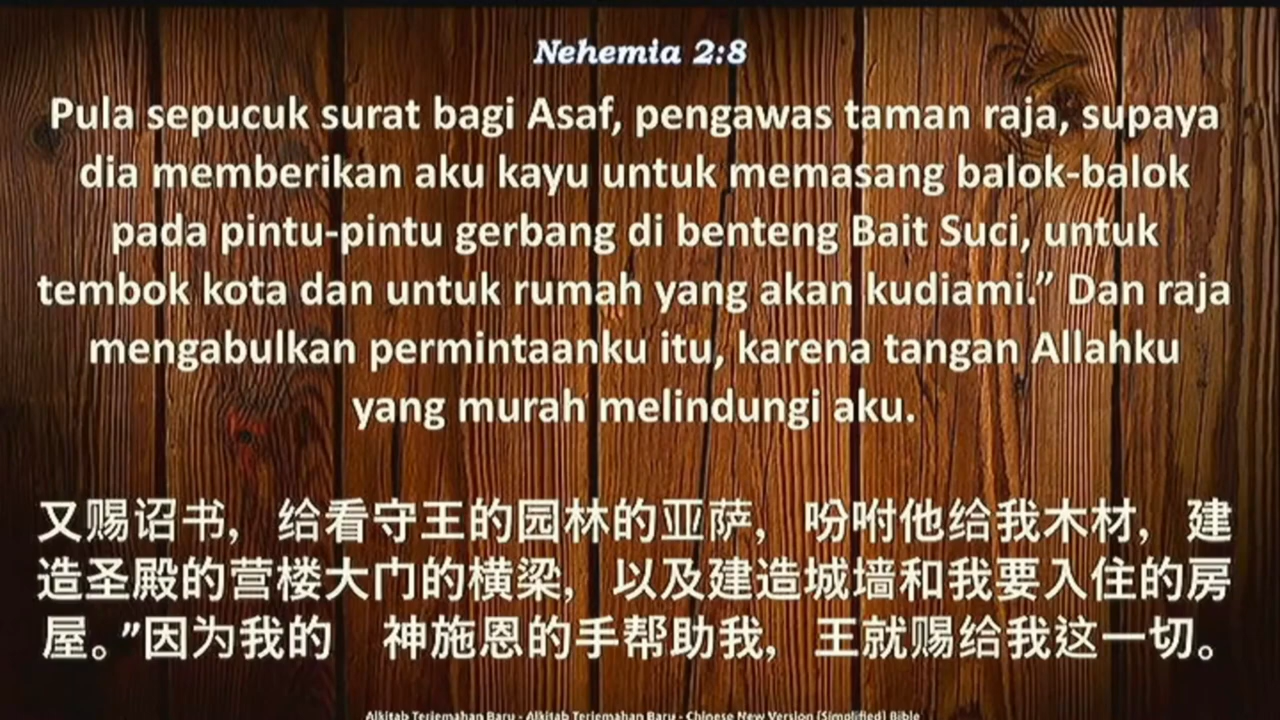 Nehemia 2:8
Pula sepucuk surat bagi Asaf, pengawas taman raja, supaya
dia memberikan aku kayu untuk memasang balok-balok
pada pintu-pintu gerbang di benteng Bait Suci, untuk
tembok kota dan untuk rumah yang akan kudiami.” Dan raja
mengabulkan permintaanku itu, karena tangan Allahku
yang murah melindungi aku.
又赐诏书，给看守王的园林的亚萨，吩咐他给我木材，建
造圣殿的营楼大门的横梁，以及建造城墙和我要入住的房
屋。”因为我的　神施恩的手帮助我，王就赐给我这一切。
Alkitab Terjemahan Baru - Alkitab Terjemahan Baru - Chinese New Version (Simplified) Bible